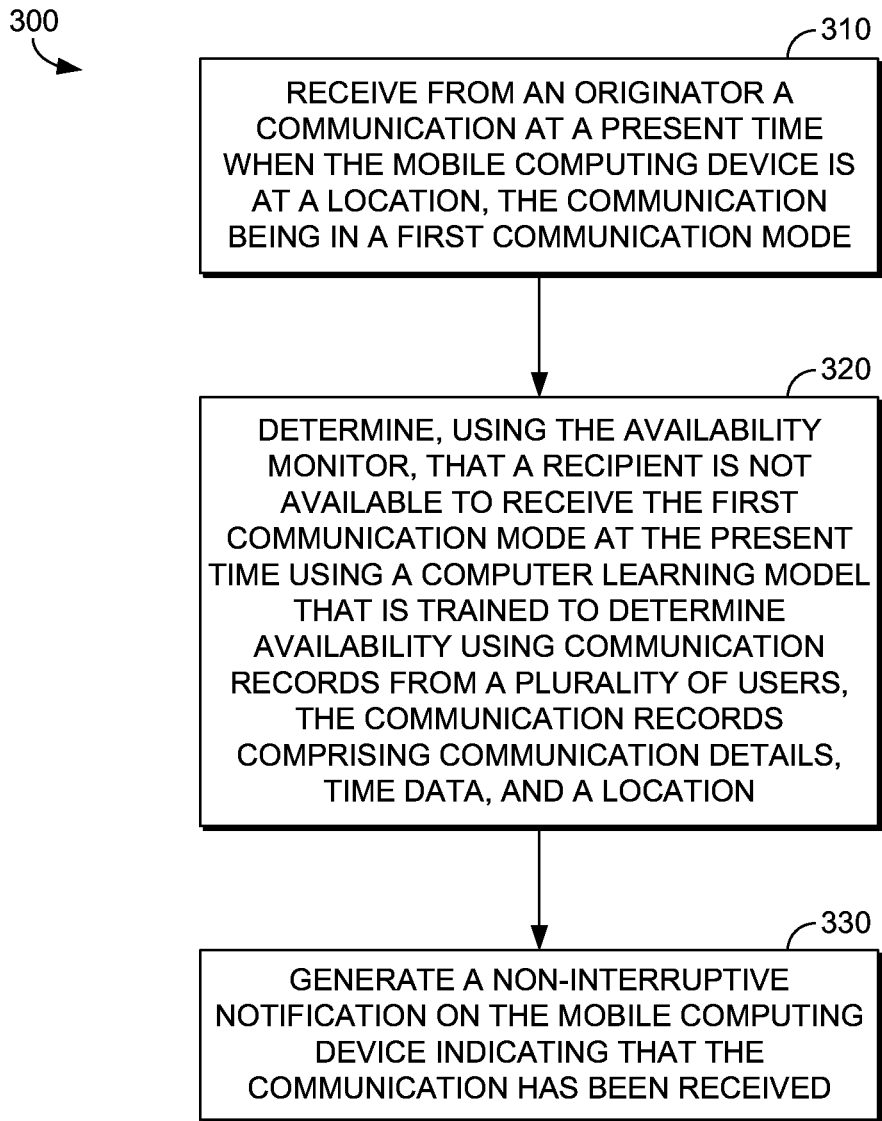 300
310
RECEIVE FROM AN ORIGINATOR A
COMMUNICATION AT A PRESENT TIME
WHEN THE MOBILE COMPUTING DEVICE IS
AT A LOCATION, THE COMMUNICATION
BEING IN A FIRST COMMUNICATION MODE
320
DETERMINE, USING THE AVAILABILITY
MONITOR, THAT A RECIPIENT IS NOT
AVAILABLE TO RECEIVE THE FIRST
COMMUNICATION MODE AT THE PRESENT
TIME USING A COMPUTER LEARNING MODEL
THAT IS TRAINED TO DETERMINE
AVAILABILITY USING COMMUNICATION
RECORDS FROM A PLURALITY OF USERS,
THE COMMUNICATION RECORDS
COMPRISING COMMUNICATION DETAILS,
TIME DATA, AND A LOCATION
330
GENERATE A NON-INTERRUPTIVE
NOTIFICATION ON THE MOBILE COMPUTING
DEVICE INDICATING THAT THE
COMMUNICATION HAS BEEN RECEIVED